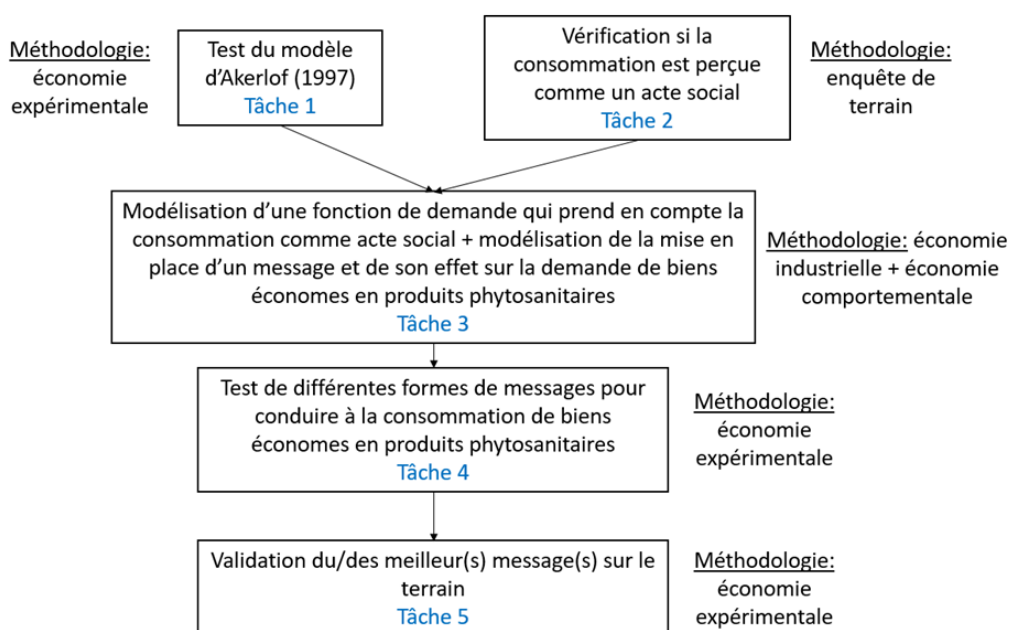 Méthodologie:
économie
expérimentale
Test du modèle
d'Akerlof (1997)
Tâche 1
Vérification si la
consommation est perçue
comme un acte social
Tâche 2
Méthodologie:
enquête de
terrain
Modélisation d'une fonction de demande qui prend en compte la
consommation comme acte social + modélisation de la mise en
place d'un message et de son effet sur la demande de biens
économes en produits phytosanitaires
Tâche 3
Méthodologie: économie
industrielle + économie
comportementale
Test de différentes formes de messages pour
conduire à la consommation de biens
économes en produits phytosanitaires
Tâche 4
Méthodologie:
économie
expérimentale
Validation du/des meilleur(s) message(s) sur le
terrain
Tâche 5
Méthodologie:
économie
expérimentale